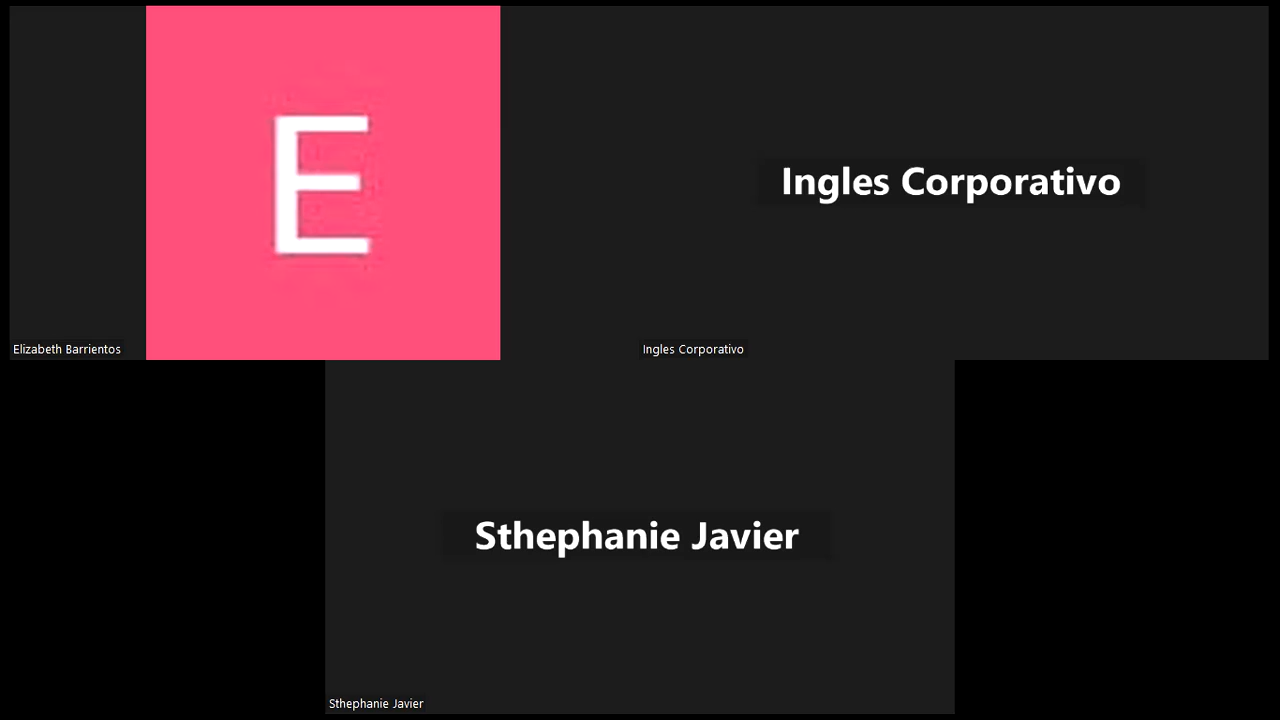 E
Ingles Corporativo
Elizabeth Barrientos
Ingles Corporativo
Sthephanie Javier
Sthephanie Javier